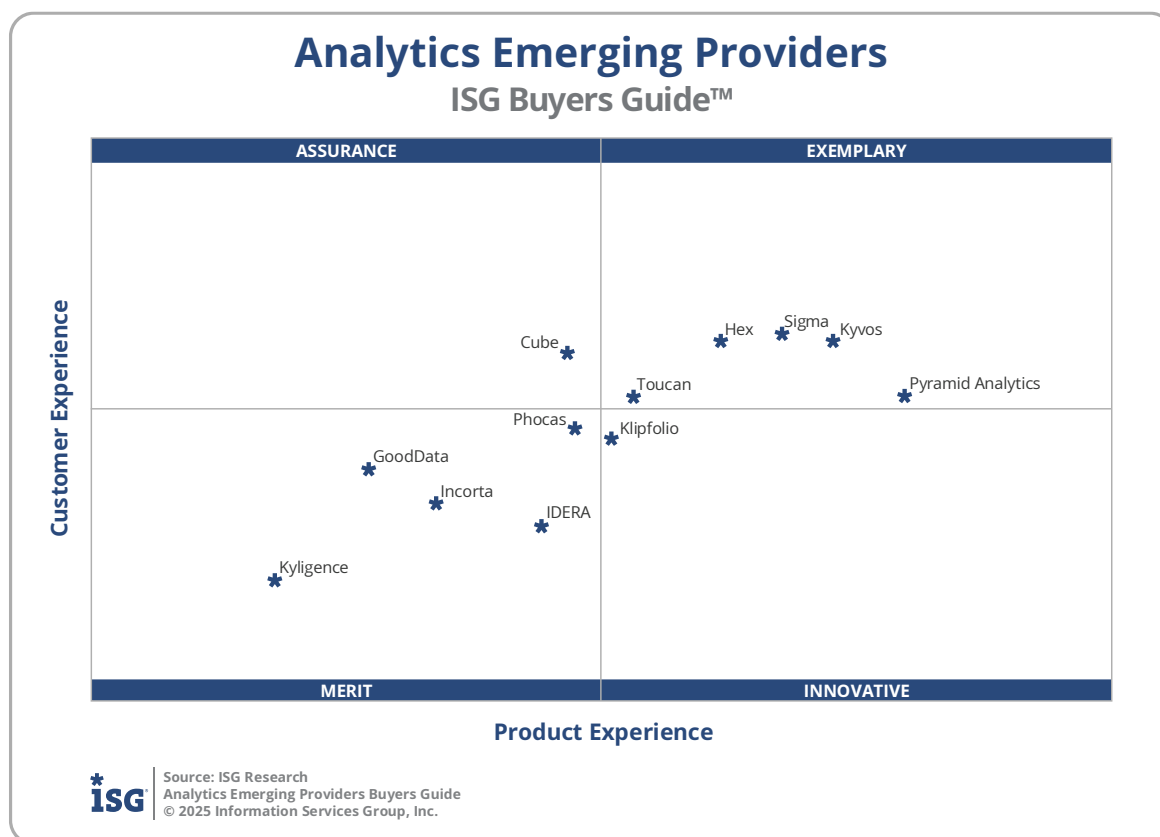 Analytics Emerging Providers
ISG Buyers Guide™
ASSURANCE
EXEMPLARY
Customer Experience
Cube
Hex
Sigma
Kyvos
Toucan
Pyramid Analytics
Phocas
Klipfolio
GoodData
Incorta
IDERA
Kyligence
MERIT
INNOVATIVE
Product Experience
ISG
Source: ISG Research
Analytics Emerging Providers Buyers Guide
© 2025 Information Services Group, Inc.